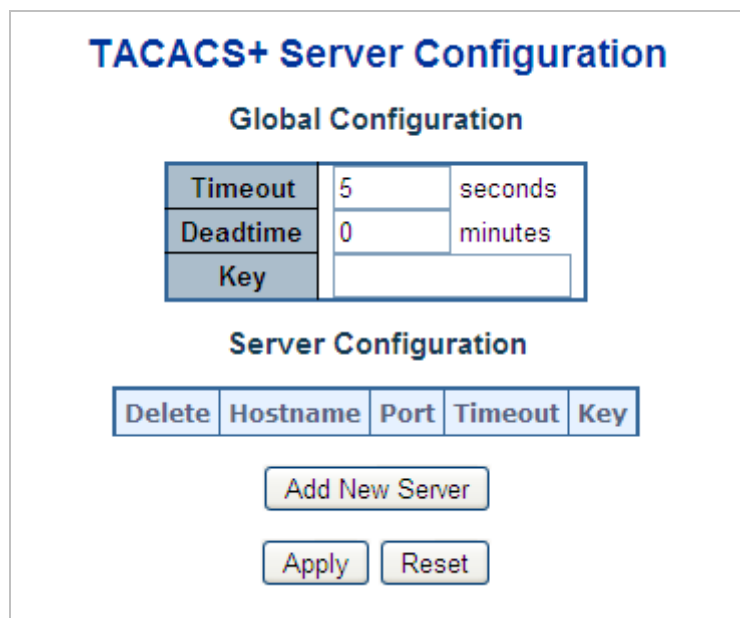 TACACS+ Server Configuration
Global Configuration
Timeout 5 seconds
Deadtime 0 minutes
Key
Server Configuration
Delete Hostname Port Timeout Key
Add New Server
Apply Reset